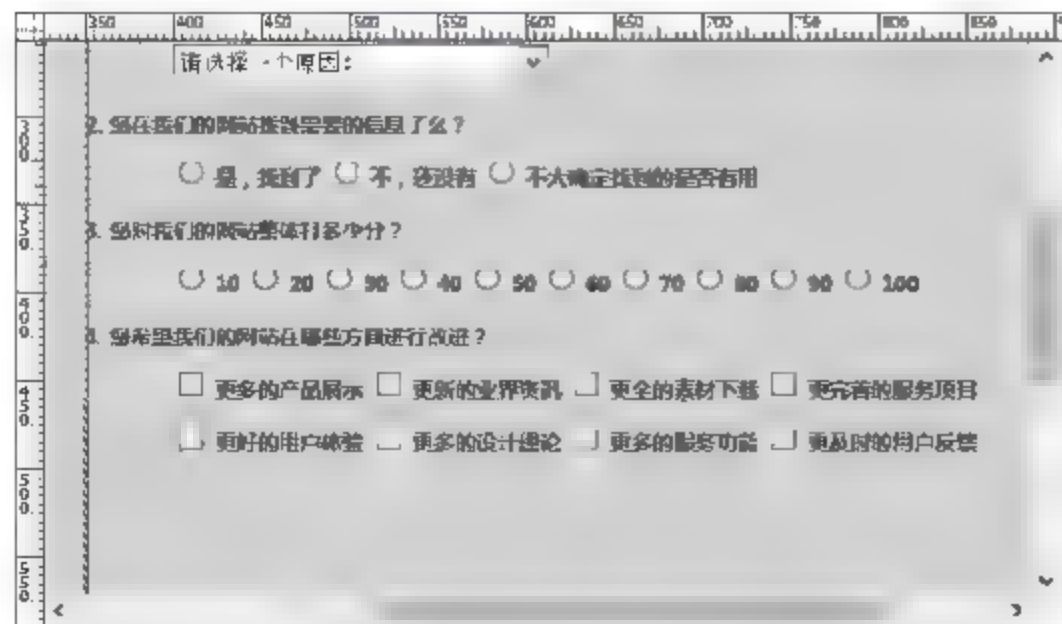 350 400 450 500 550 600 650 700 750 800 850
请选择一个原因:
2. 您在我们的网站找到需要的信息了么？
是，找到了 不，还没有 不太确定找到的是否有用
3. 您对我们的网站整体打多少分？
10 20 30 40 50 60 70 80 90 100
4. 您希望我们的网站在哪些方面进行改进？
更多的产品展示 更新的业界资讯 更全的素材下载 更完善的服务项目
更好的用户体验 更多的设计理论 更多的服务功能 更及时的用户反馈
300
350
400
450
500
550